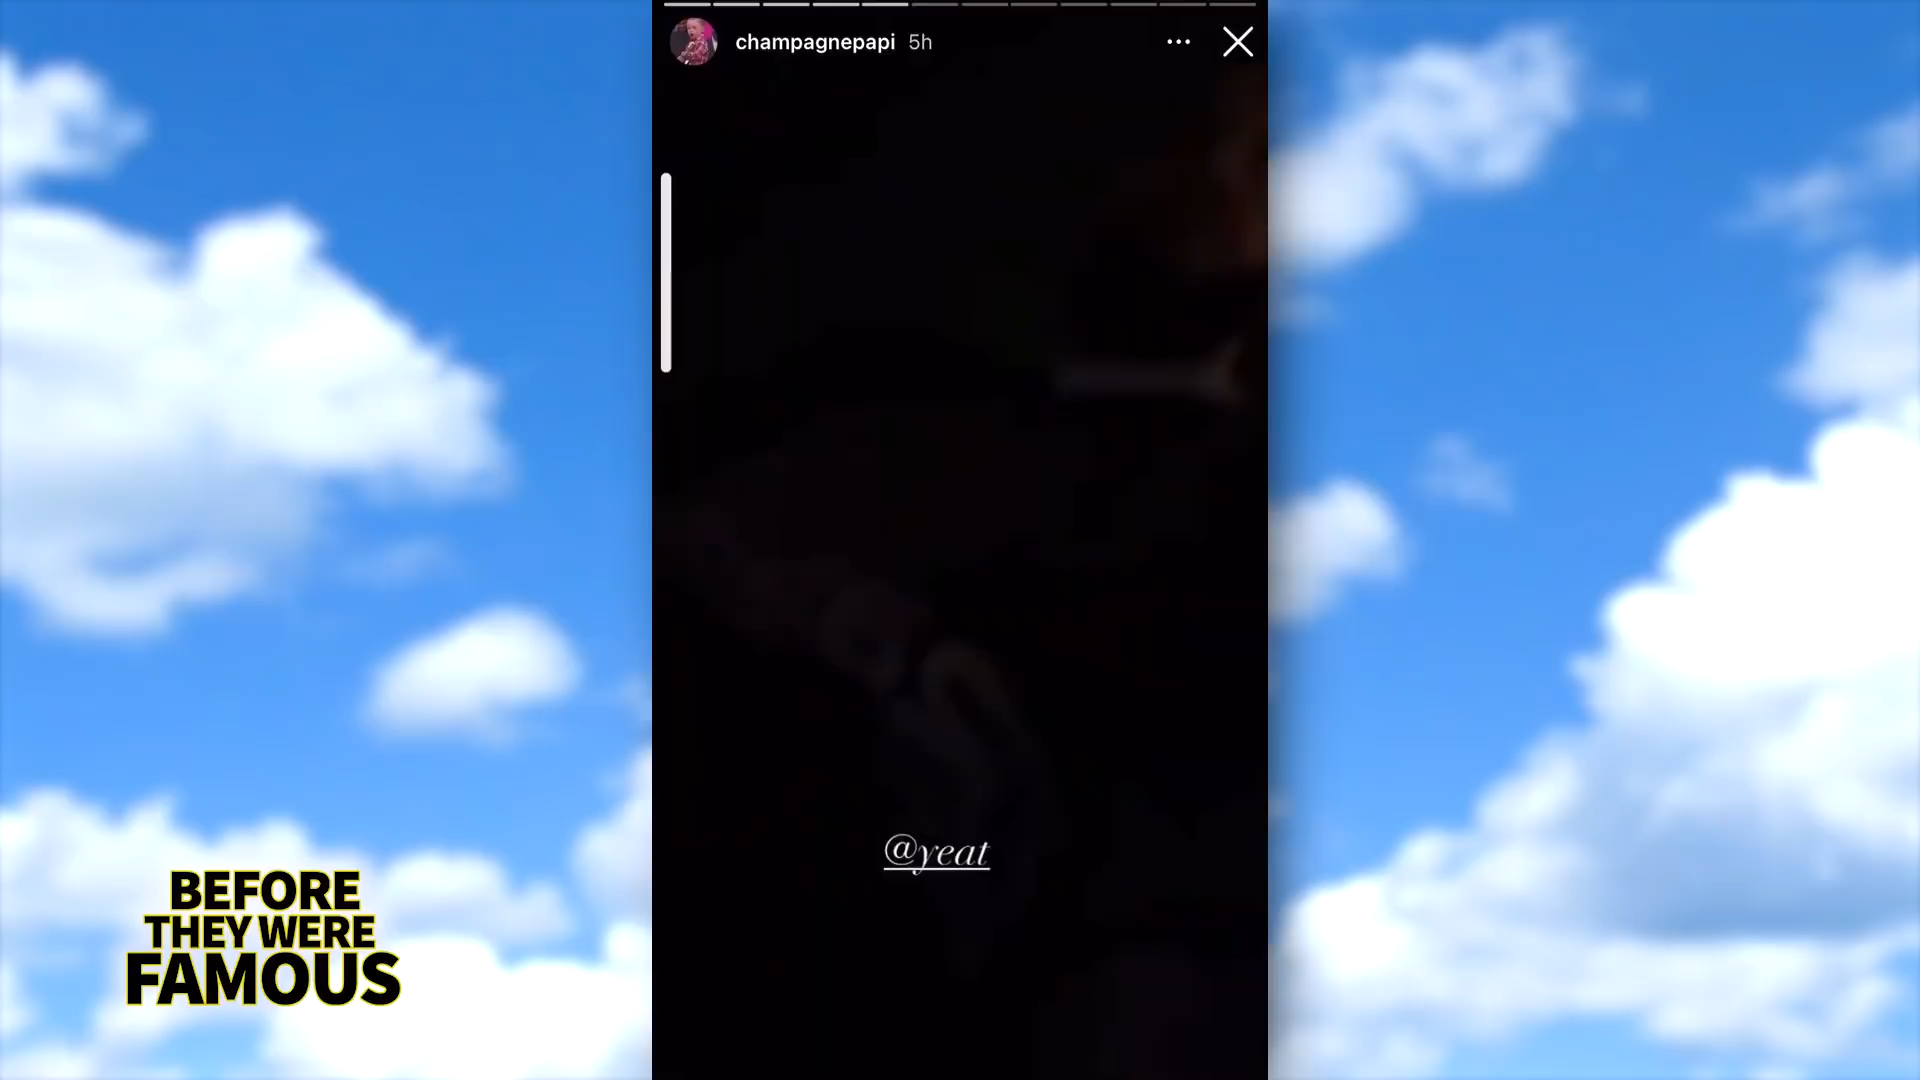 champagnepapi 5h
@yeat
BEFORE
THEY WERE
FAMOUS